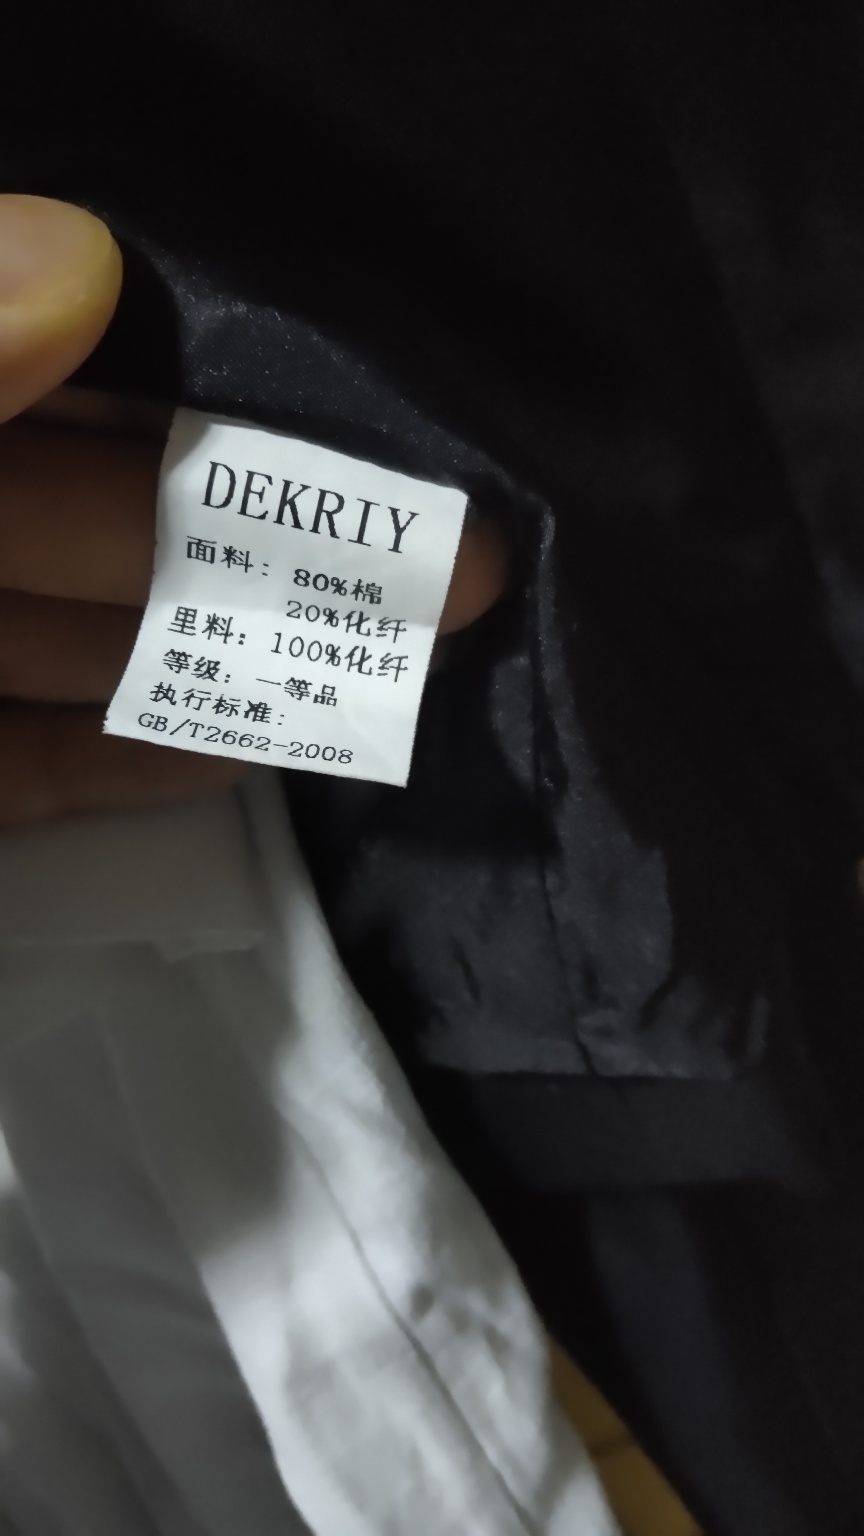 DEKRIY
面料：80%棉
20%化纤
里料：100%化纤
等级：一等品
执行标准：
GB/T2662-2008